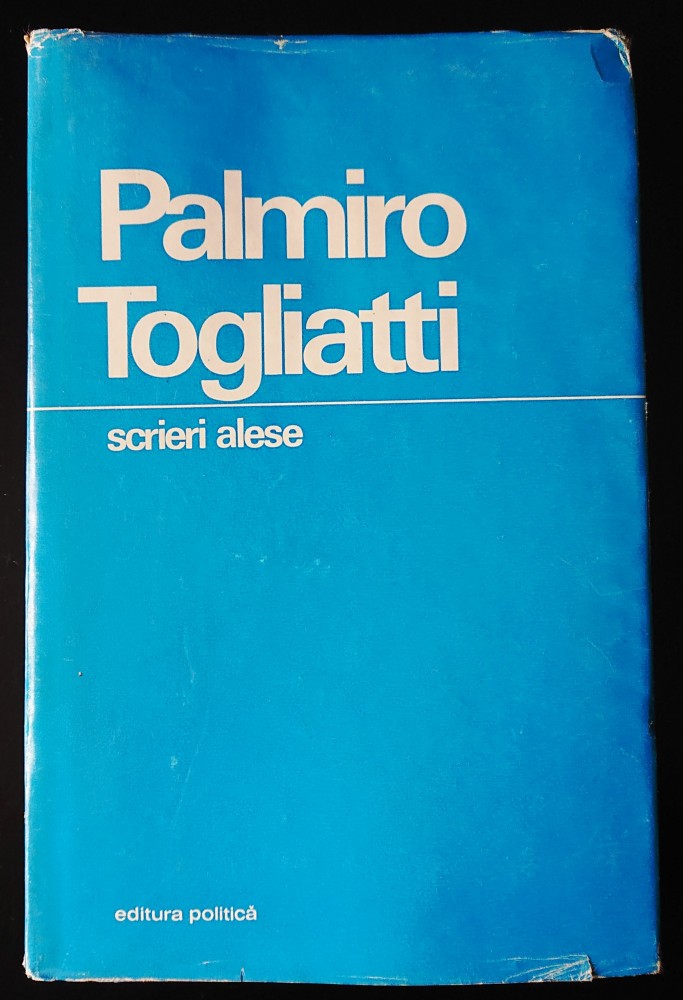 Palmiro
Togliatti
scrieri alese
editura politică